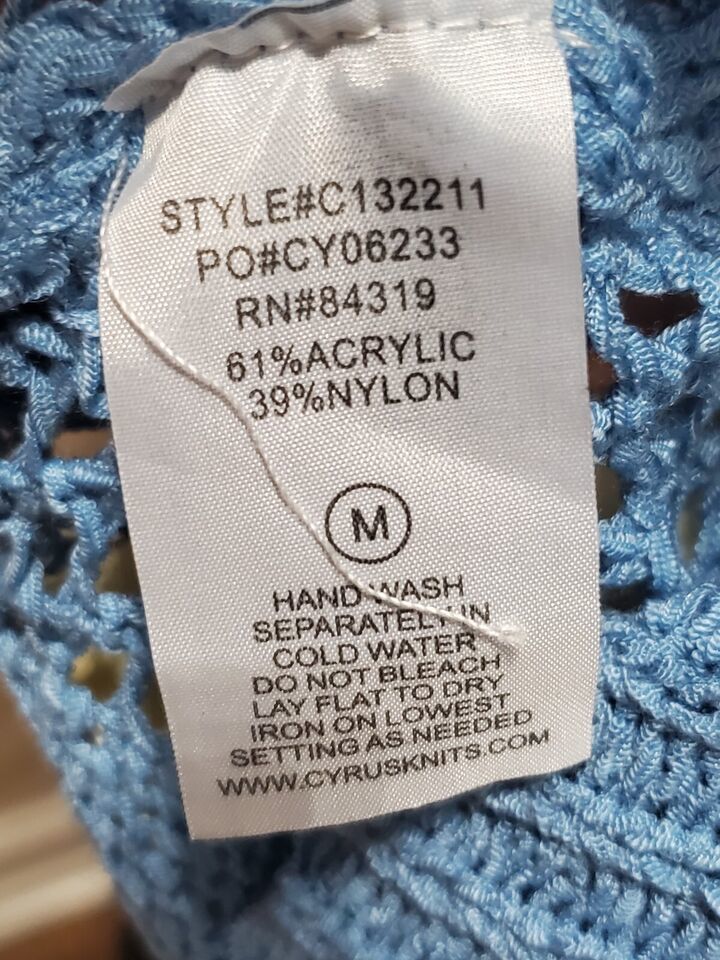 STYLE#C132211
PO#CY06233
RN#84319
61%ACRYLIC
39%NYLON
M
HAND WASH
SEPARATELY IN
COLD WATER
DO NOT BLEACH
LAY FLAT TO DRY
IRON ON LOWEST
SETTING AS NEEDED
WWW.CYRUSKNITS.COM